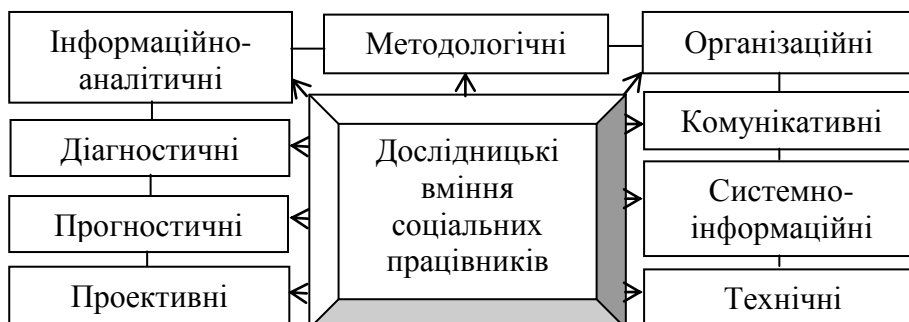 Інформаційно-
аналітичні
Методологічні
Організаційні
Діагностичні
Прогностичні
Проективні
Дослідницькі
вміння
соціальних
працівників
Комунікативні
Системно-
інформаційні
Технічні